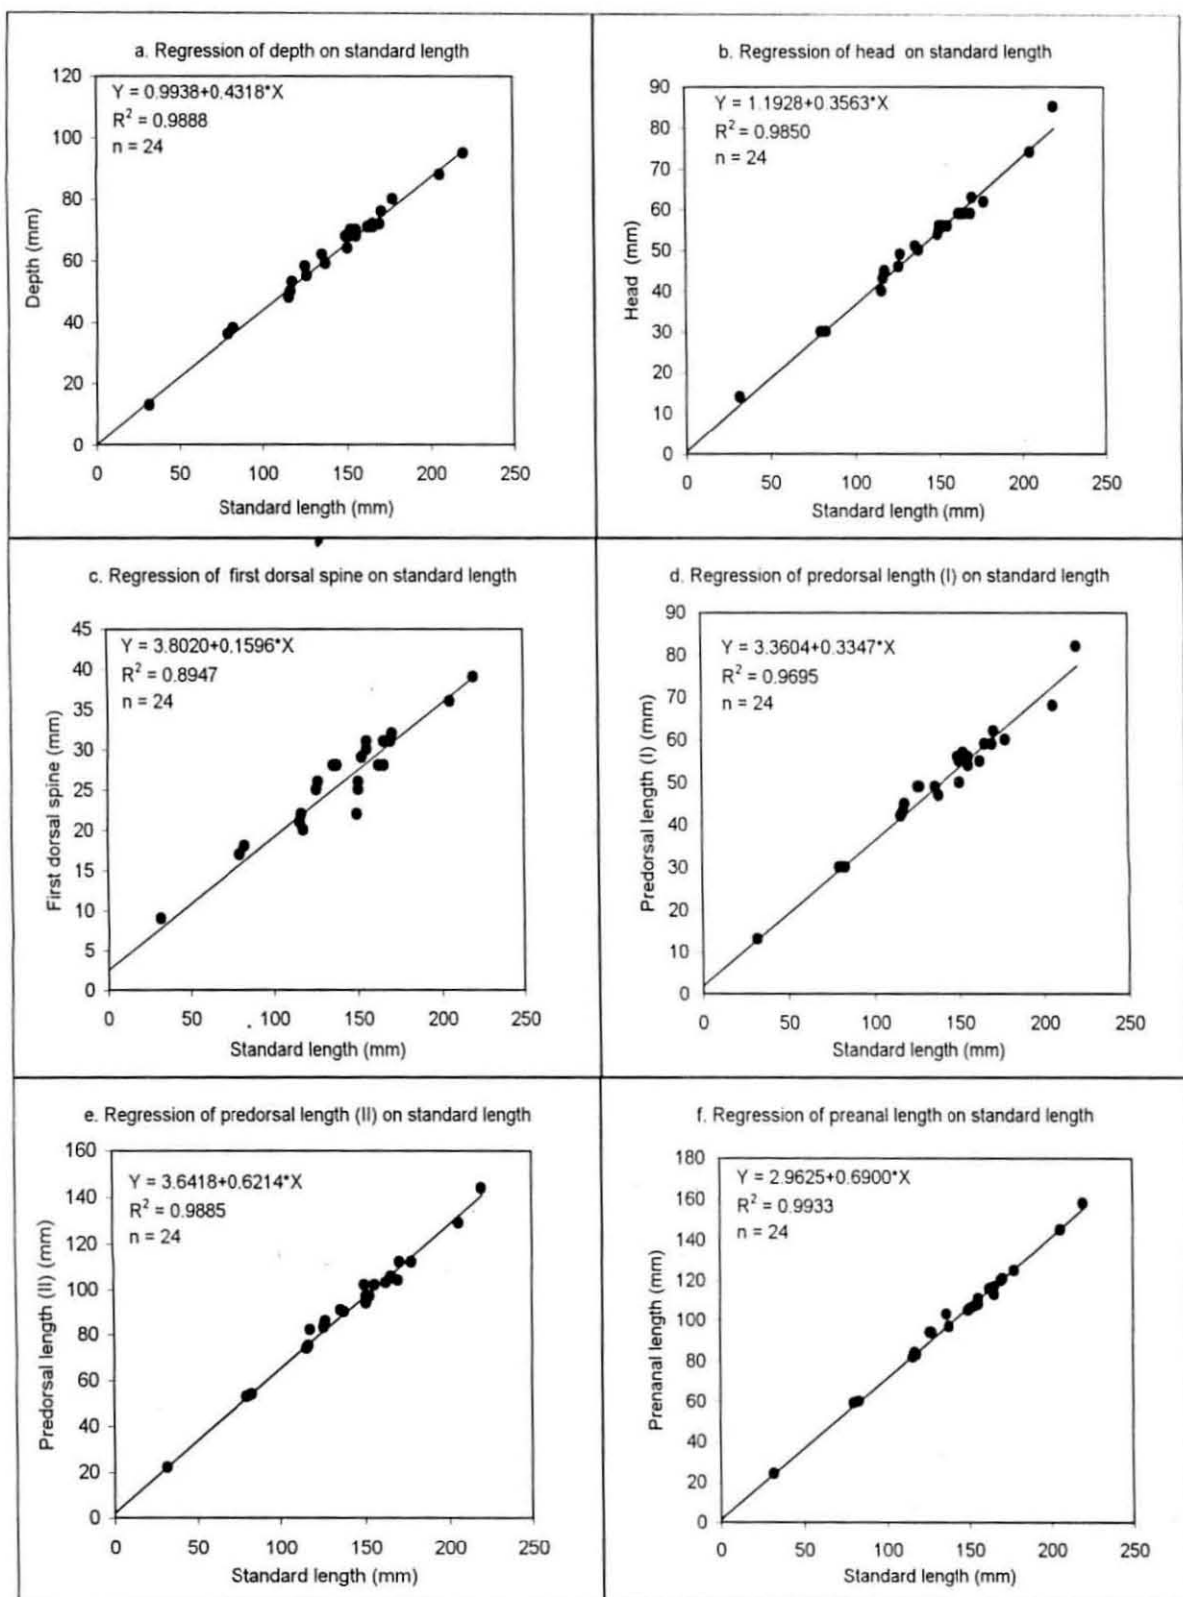 a. Regression of depth on standard length
Y = 0.9938+0.4318*X
R² = 0.9888
n = 24
120
100
80
60
40
20
0
Depth (mm)
0 50 100 150 200 250
Standard length (mm)
b. Regression of head on standard length
Y = 1.1928+0.3563*X
R² = 0.9850
n = 24
90
80
70
60
50
40
30
20
10
0
Head (mm)
0 50 100 150 200 250
Standard length (mm)
c. Regression of first dorsal spine on standard length
Y = 3.8020+0.1596*X
R² = 0.8947
n = 24
45
40
35
30
25
20
15
10
5
0
First dorsal spine (mm)
0 50 100 150 200 250
Standard length (mm)
d. Regression of predorsal length (I) on standard length
Y = 3.3604+0.3347*X
R² = 0.9695
n = 24
90
80
70
60
50
40
30
20
10
0
Predorsal length (I) (mm)
0 50 100 150 200 250
Standard length (mm)
e. Regression of predorsal length (II) on standard length
Y = 3.6418+0.6214*X
R² = 0.9885
n = 24
160
140
120
100
80
60
40
20
0
Predorsal length (II) (mm)
0 50 100 150 200 250
Standard length (mm)
f. Regression of preanal length on standard length
Y = 2.9625+0.6900*X
R² = 0.9933
n = 24
180
160
140
120
100
80
60
40
20
0
Prenanal length (mm)
0 50 100 150 200 250
Standard length (mm)